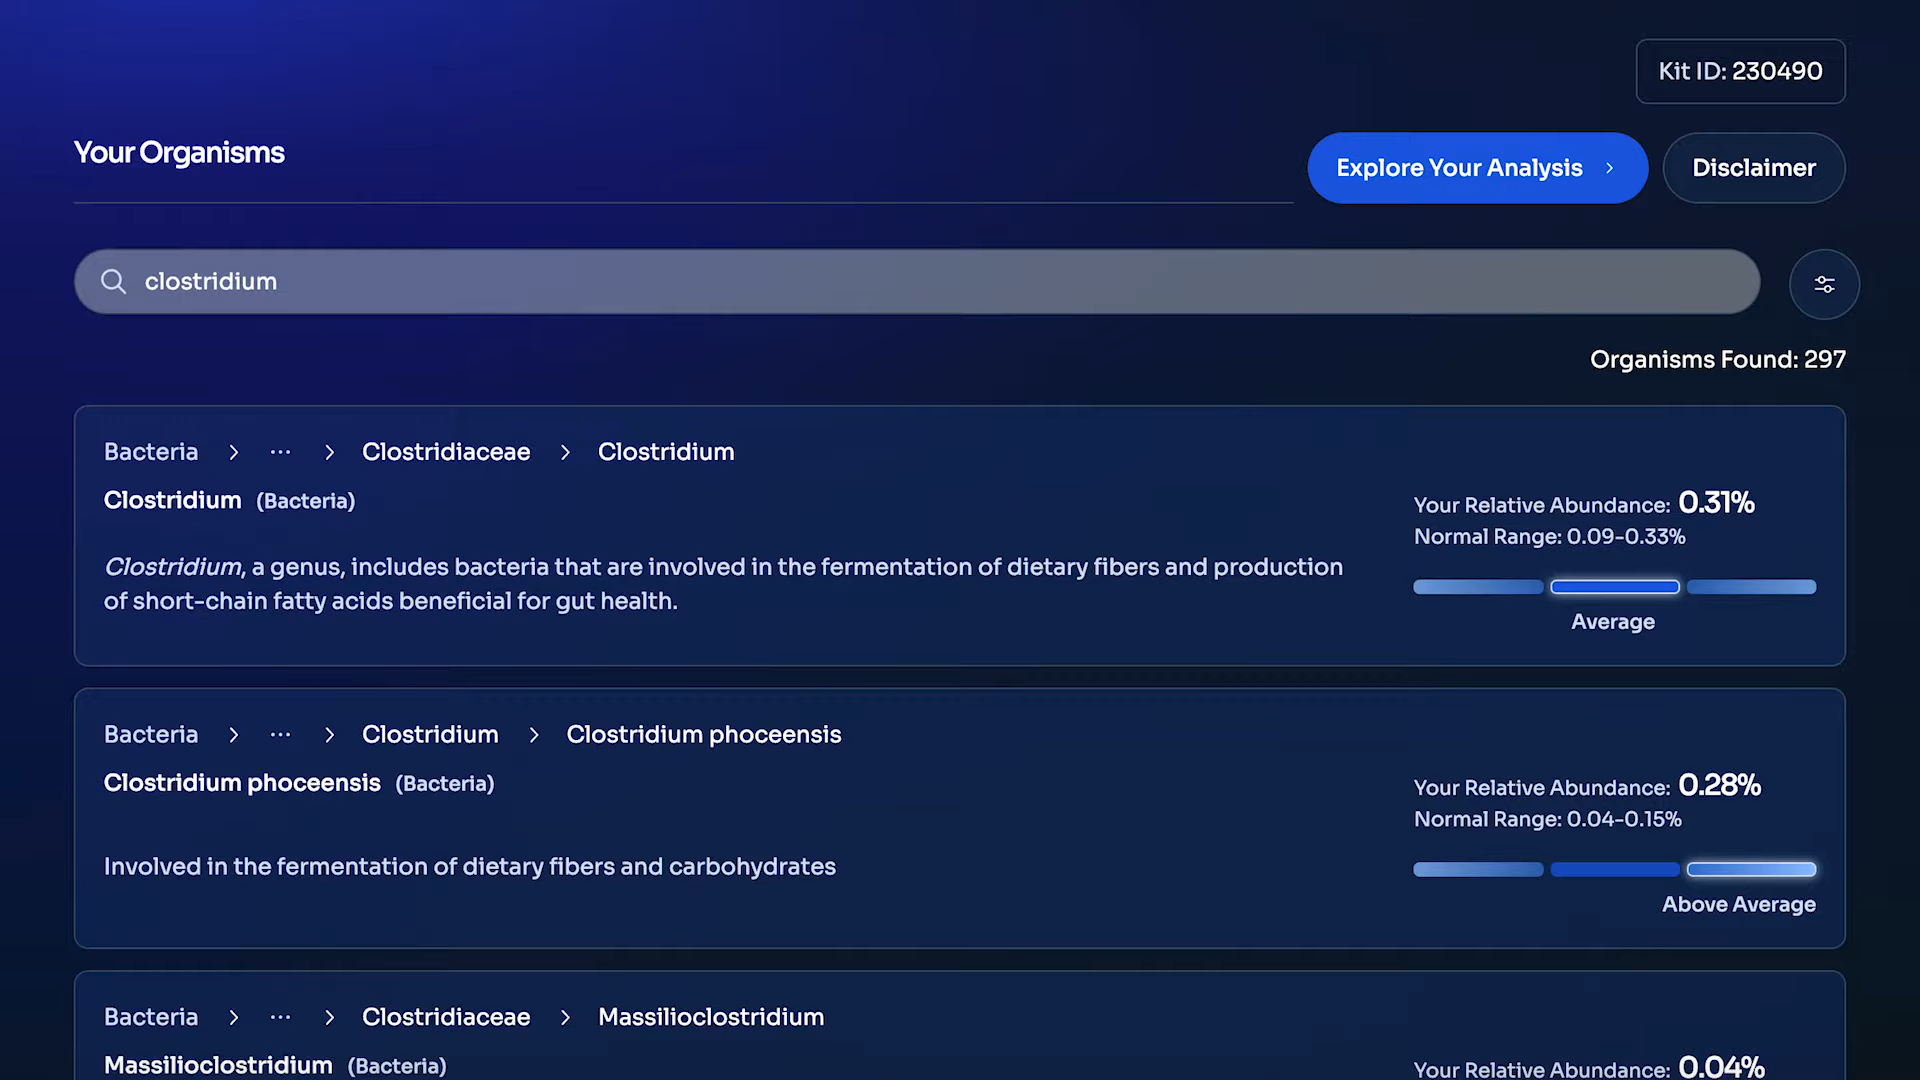 Kit ID: 230490
Your Organisms
Explore Your Analysis
Disclaimer
clostridium
Organisms Found: 297
Bacteria > ... > Clostridiaceae > Clostridium
Clostridium (Bacteria)
Your Relative Abundance: 0.31%
Normal Range: 0.09-0.33%
Clostridium, a genus, includes bacteria that are involved in the fermentation of dietary fibers and production
of short-chain fatty acids beneficial for gut health.
Average
Bacteria > ... > Clostridium > Clostridium phoceensis
Clostridium phoceensis (Bacteria)
Your Relative Abundance: 0.28%
Normal Range: 0.04-0.15%
Involved in the fermentation of dietary fibers and carbohydrates
Above Average
Bacteria > ... > Clostridiaceae > Massilioclostridium
Massilioclostridium (Bacteria)
Your Relative Abundance: 0.04%